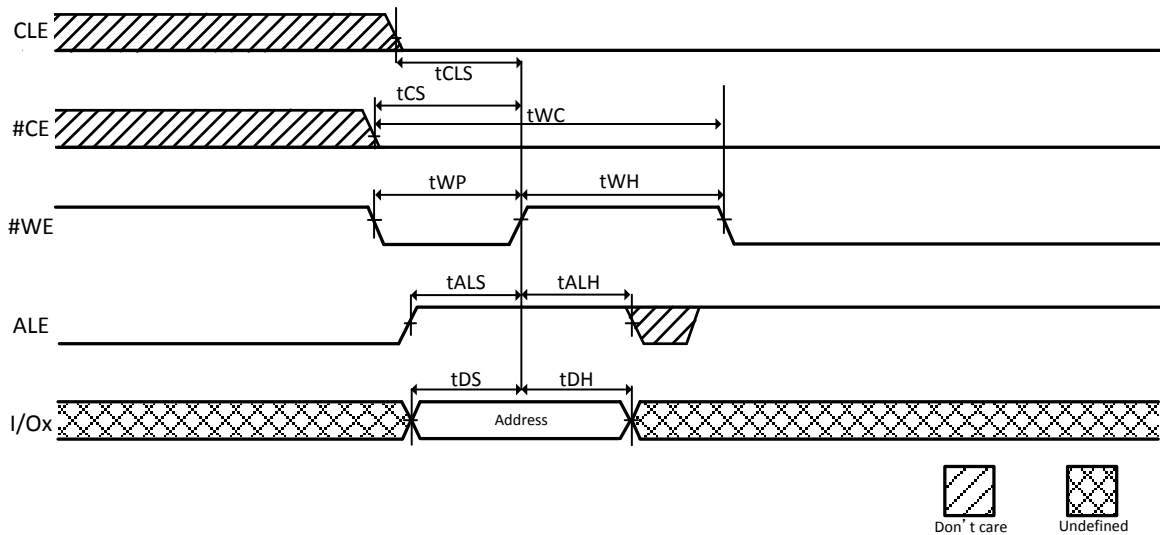 CLE
tCLS
tCS
#CE
tWC
tWP
tWH
#WE
tALS
tALH
ALE
tDS
tDH
I/Ox
Address
Don’t care
Undefined